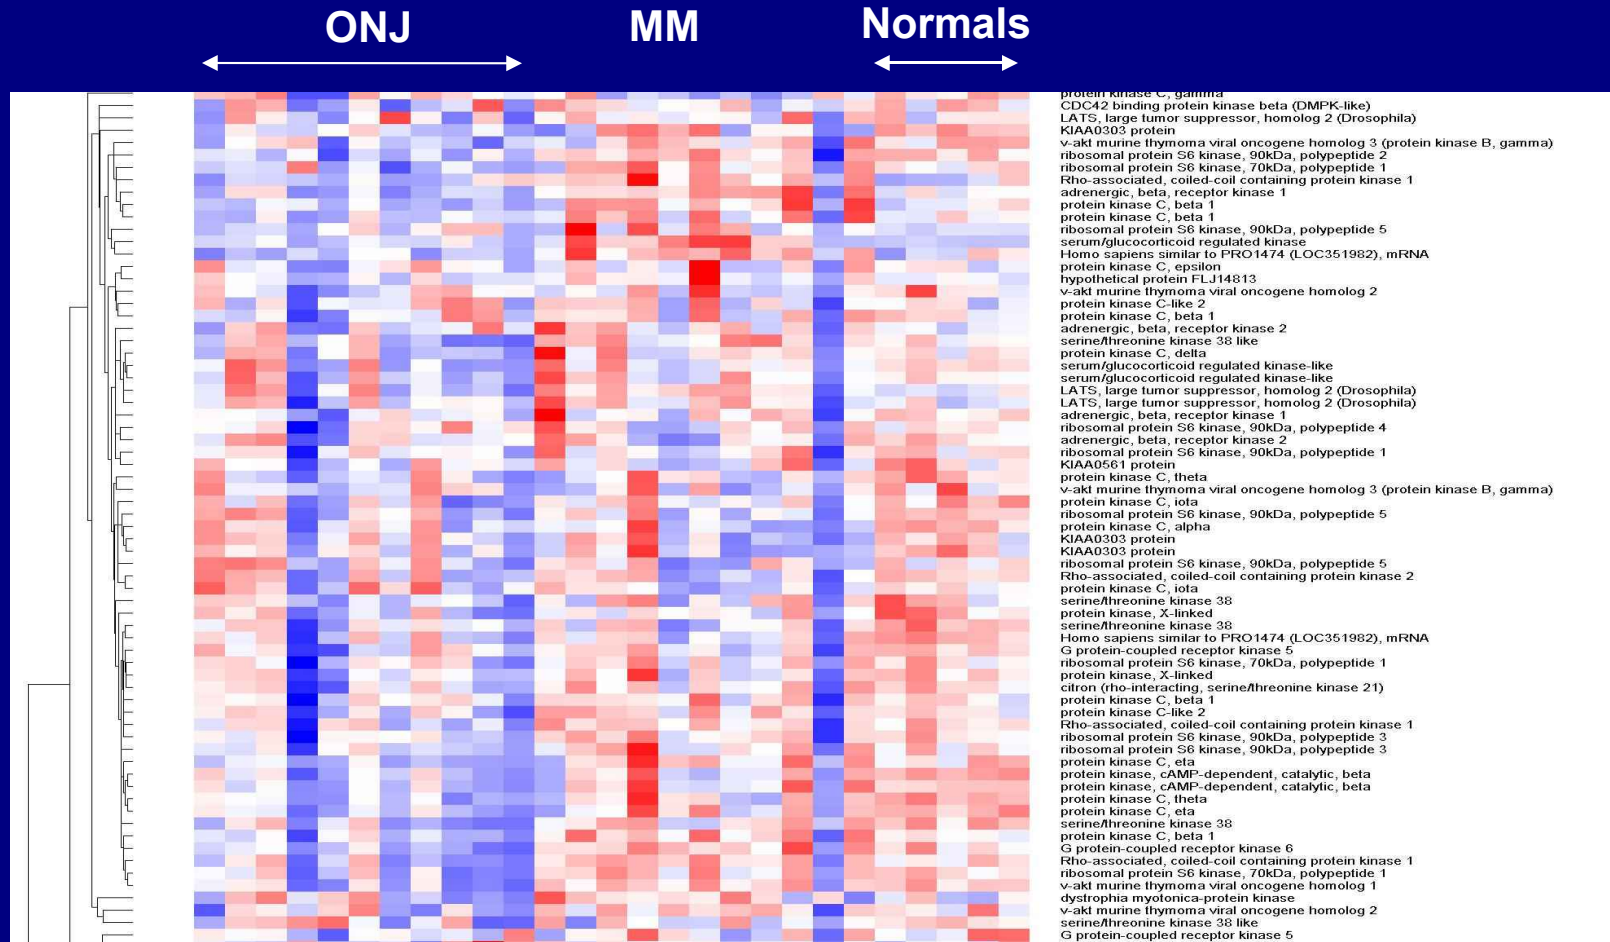 ONJ
MM
Normals
protein kinase C, gamma
CDC42 binding protein kinase beta (DMPK-like)
LATS, large tumor suppressor, homolog 2 (Drosophila)
KIAA0303 protein
v-akt murine thymoma viral oncogene homolog 3 (protein kinase B, gamma)
ribosomal protein S6 kinase, 90kDa, polypeptide 2
ribosomal protein S6 kinase, 70kDa, polypeptide 1
Rho-associated, coiled-coil containing protein kinase 1
adrenergic, beta, receptor kinase 1
protein kinase C, beta 1
protein kinase C, beta 1
ribosomal protein S6 kinase, 90kDa, polypeptide 5
serum/glucocorticoid regulated kinase
Homo sapiens similar to PRO1474 (LOC351982), mRNA
protein kinase C, epsilon
hypothetical protein FLJ14813
v-akt murine thymoma viral oncogene homolog 2
protein kinase C-like 2
protein kinase C, beta 1
adrenergic, beta, receptor kinase 2
serine/threonine kinase 38 like
protein kinase C, delta
serum/glucocorticoid regulated kinase-like
serum/glucocorticoid regulated kinase-like
LATS, large tumor suppressor, homolog 2 (Drosophila)
LATS, large tumor suppressor, homolog 2 (Drosophila)
adrenergic, beta, receptor kinase 1
ribosomal protein S6 kinase, 90kDa, polypeptide 4
adrenergic, beta, receptor kinase 2
ribosomal protein S6 kinase, 90kDa, polypeptide 1
KIAA0561 protein
protein kinase C, theta
v-akt murine thymoma viral oncogene homolog 3 (protein kinase B, gamma)
protein kinase C, iota
ribosomal protein S6 kinase, 90kDa, polypeptide 5
protein kinase C, alpha
KIAA0303 protein
KIAA0303 protein
ribosomal protein S6 kinase, 90kDa, polypeptide 5
Rho-associated, coiled-coil containing protein kinase 2
protein kinase C, iota
serine/threonine kinase 38
protein kinase, X-linked
serine/threonine kinase 38
Homo sapiens similar to PRO1474 (LOC351982), mRNA
G protein-coupled receptor kinase 5
ribosomal protein S6 kinase, 70kDa, polypeptide 1
protein kinase, X-linked
citron (rho-interacting, serine/threonine kinase 21)
protein kinase C, beta 1
protein kinase C-like 2
Rho-associated, coiled-coil containing protein kinase 1
ribosomal protein S6 kinase, 90kDa, polypeptide 3
ribosomal protein S6 kinase, 90kDa, polypeptide 3
protein kinase C, eta
protein kinase, cAMP-dependent, catalytic, beta
protein kinase, cAMP-dependent, catalytic, beta
protein kinase C, theta
protein kinase C, eta
serine/threonine kinase 38
protein kinase C, beta 1
G protein-coupled receptor kinase 6
Rho-associated, coiled-coil containing protein kinase 1
ribosomal protein S6 kinase, 70kDa, polypeptide 1
v-akt murine thymoma viral oncogene homolog 1
dystrophia myotonica-protein kinase
v-akt murine thymoma viral oncogene homolog 2
serine/threonine kinase 38 like
G protein-coupled receptor kinase 5